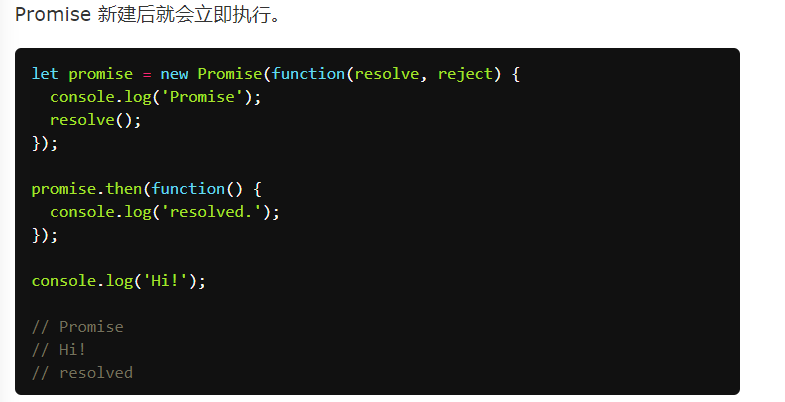 Promise 新建后就会立即执行。
let promise = new Promise(function(resolve, reject) {
  console.log('Promise');
  resolve();
});

promise.then(function() {
  console.log('resolved.');
});

console.log('Hi!');

// Promise
// Hi!
// resolved